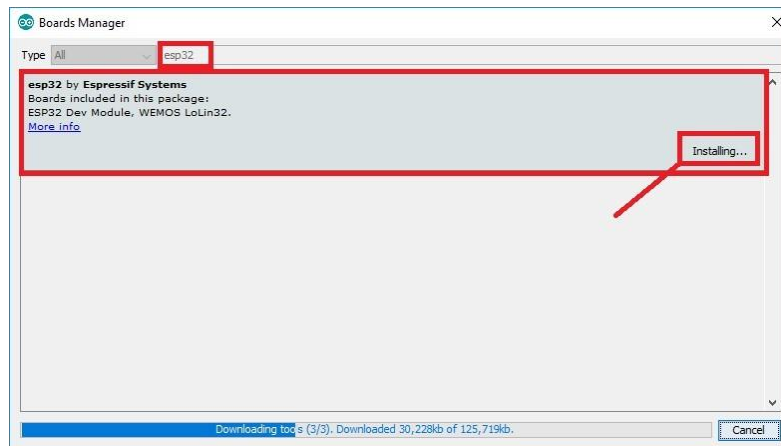 Boards Manager
Type All esp32
esp32 by Espressif Systems
Boards included in this package:
ESP32 Dev Module, WEMOS LoLin32.
More info
Installing...
Downloading tools (3/3). Downloaded 30,228kb of 125,719kb.
Cancel